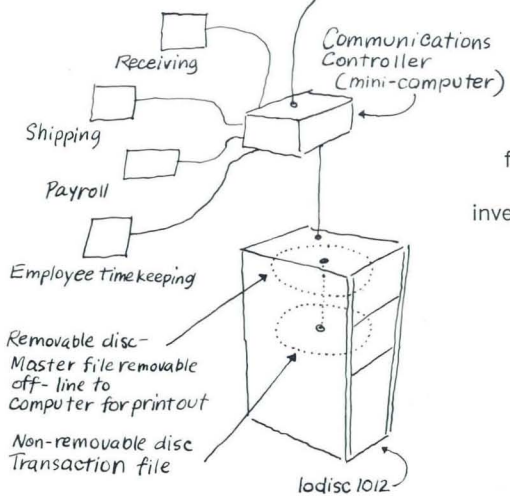 Receiving
Communications
Controller
(mini-computer)
Shipping
Payroll
Employee timekeeping
Removable disc-
Master file removable
off-line to
computer for printout
Non-removable disc
Transaction file
Iodisc 1012
f
inve